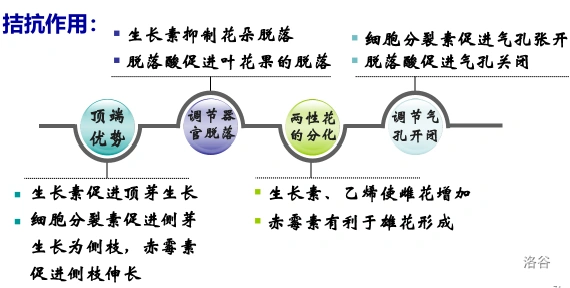 拮抗作用：
生长素抑制花朵脱落
脱落酸促进叶花果的脱落
细胞分裂素促进气孔张开
脱落酸促进气孔关闭
顶端
优势
调节器
官脱落
两性花
的分化
调节气
孔开闭
生长素促进顶芽生长
细胞分裂素促进侧芽
生长为侧枝，赤霉素
促进侧枝伸长
生长素、乙烯使雌花增加
赤霉素有利于雄花形成
洛谷